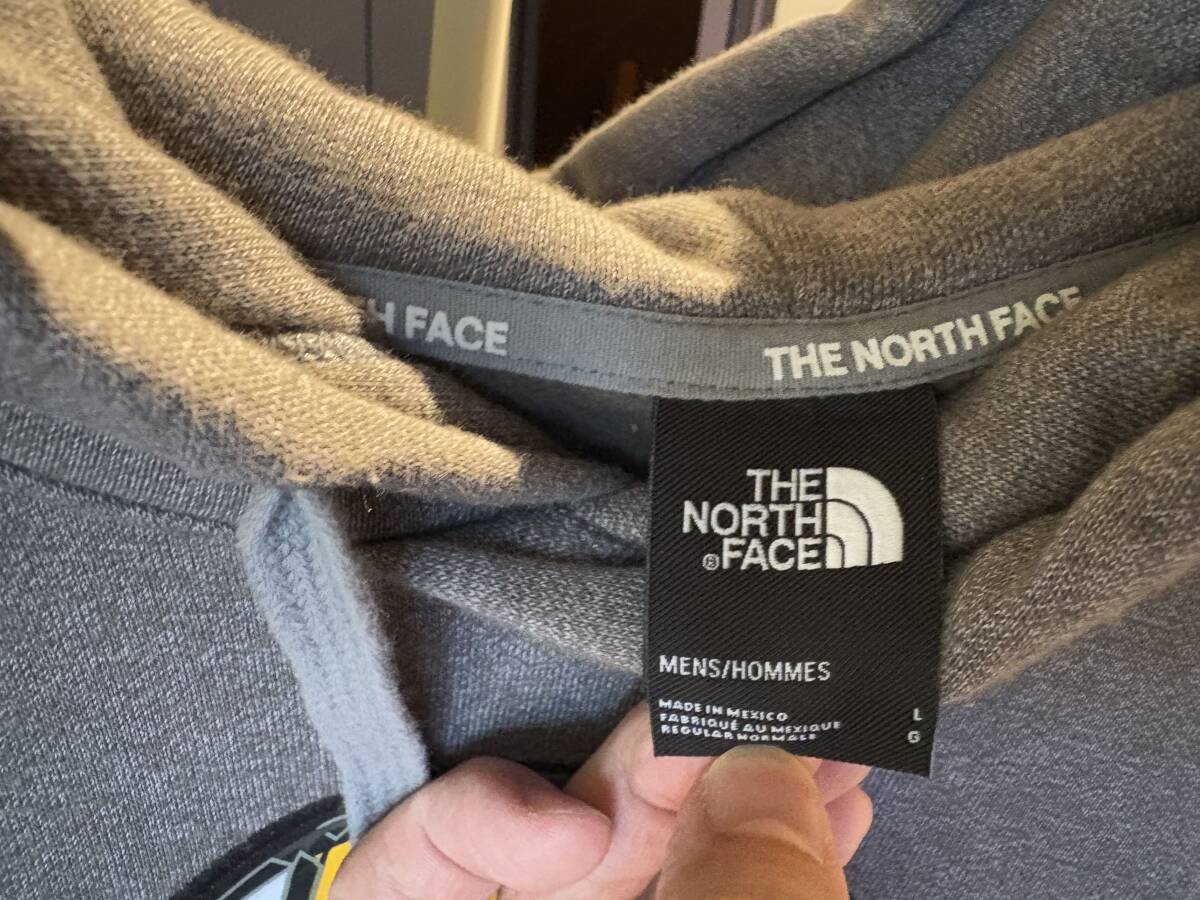 H FACE
THE NORTH FACE
THE
NORTH
®FACE
MENS/HOMMES
MADE IN MEXICO
FABRIQUÉ AU MEXIQUE
REGULAR NORMALE
L
G